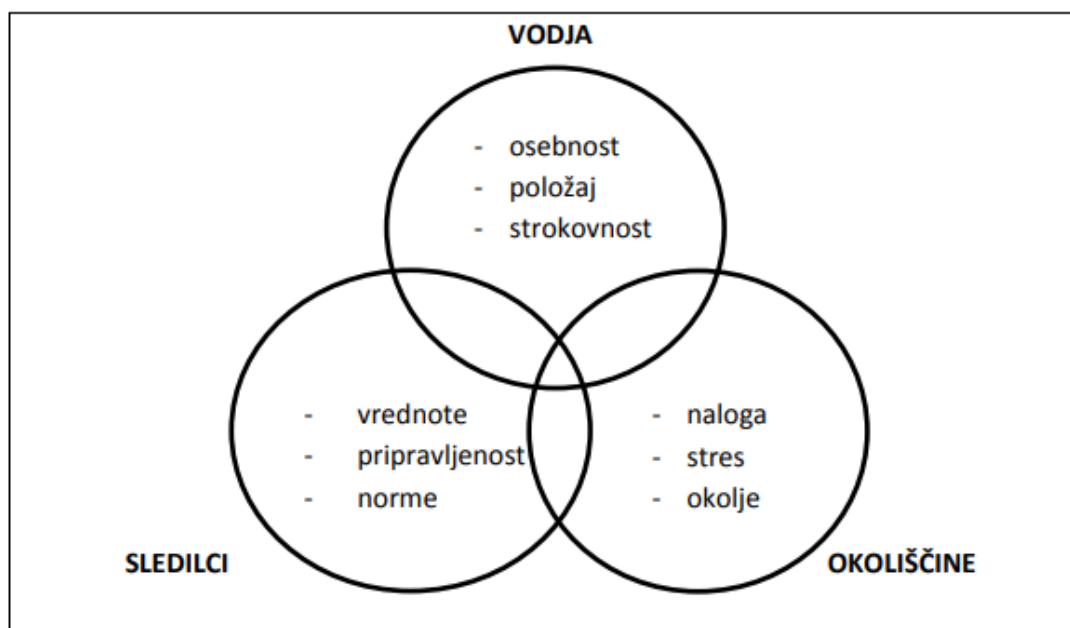 VODJA
- osebnost
- položaj
- strokovnost
- vrednote
- pripravljenost
- norme
- naloga
- stres
- okolje
SLEDILCI
OKOLIŠČINE